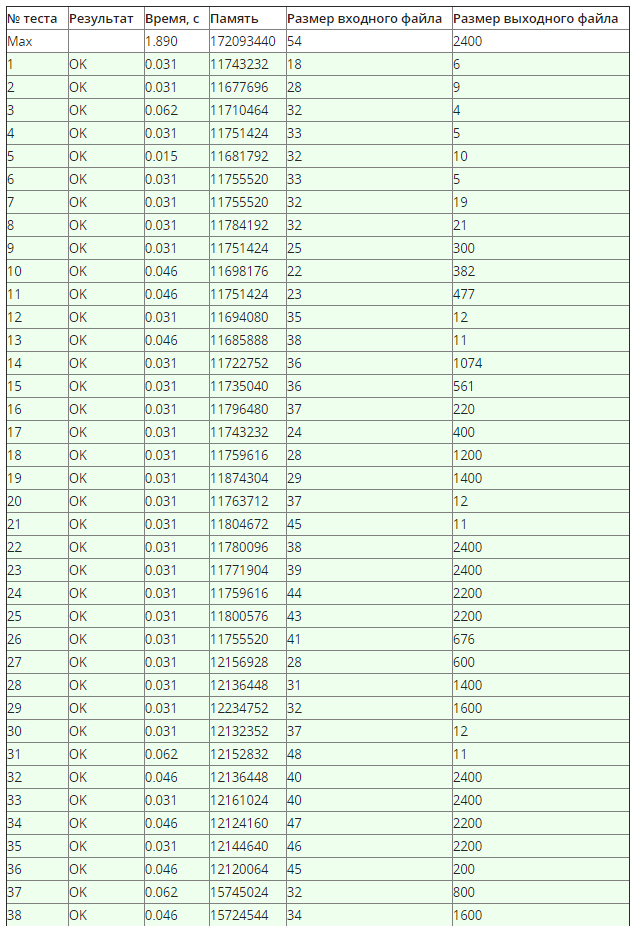 № теста Результат Время, с Память Размер входного файла Размер выходного файла
Max 1.890 172093440 54 2400
1 OK 0.031 11743232 18 6
2 OK 0.031 11677696 28 9
3 OK 0.062 11710464 32 4
4 OK 0.031 11751424 33 5
5 OK 0.015 11681792 32 10
6 OK 0.031 11755520 33 5
7 OK 0.031 11755520 32 19
8 OK 0.031 11784192 32 21
9 OK 0.031 11751424 25 300
10 OK 0.046 11698176 22 382
11 OK 0.046 11751424 23 477
12 OK 0.031 11694080 35 12
13 OK 0.046 11685888 38 11
14 OK 0.031 11722752 36 1074
15 OK 0.031 11735040 36 561
16 OK 0.031 11796480 37 220
17 OK 0.031 11743232 24 400
18 OK 0.031 11759616 28 1200
19 OK 0.031 11874304 29 1400
20 OK 0.031 11763712 37 12
21 OK 0.031 11804672 45 11
22 OK 0.031 11780096 38 2400
23 OK 0.031 11771904 39 2400
24 OK 0.031 11759616 44 2200
25 OK 0.031 11800576 43 2200
26 OK 0.031 11755520 41 676
27 OK 0.031 12156928 28 600
28 OK 0.031 12136448 31 1400
29 OK 0.031 12234752 32 1600
30 OK 0.031 12132352 37 12
31 OK 0.062 12152832 48 11
32 OK 0.046 12136448 40 2400
33 OK 0.031 12161024 40 2400
34 OK 0.046 12124160 47 2200
35 OK 0.031 12144640 46 2200
36 OK 0.046 12120064 45 200
37 OK 0.062 15745024 32 800
38 OK 0.046 15724544 34 1600